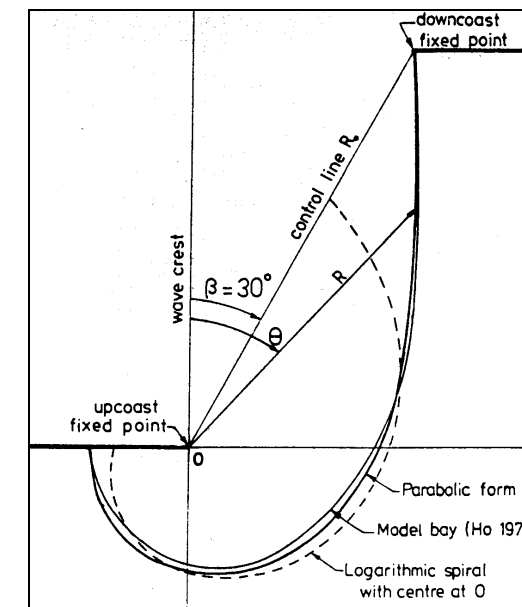 downcoast
fixed point
control line R₀
wave crest
β = 30°
R
θ
upcoast
fixed point
0
Parabolic form
Model bay (Ho 197
Logarithmic spiral
with centre at O